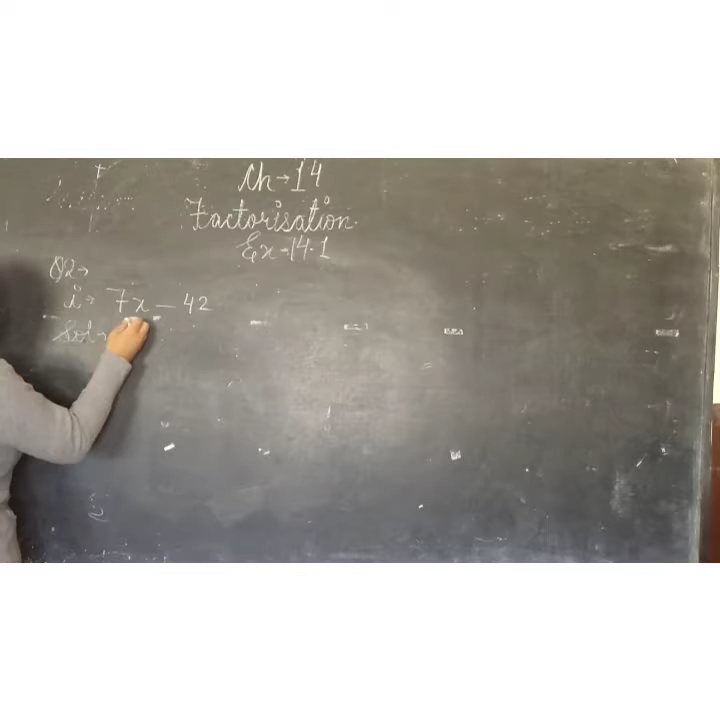 Ch→14
Factorisation
Ex→14.1
Q2→
i→ 7x - 42
Sol→